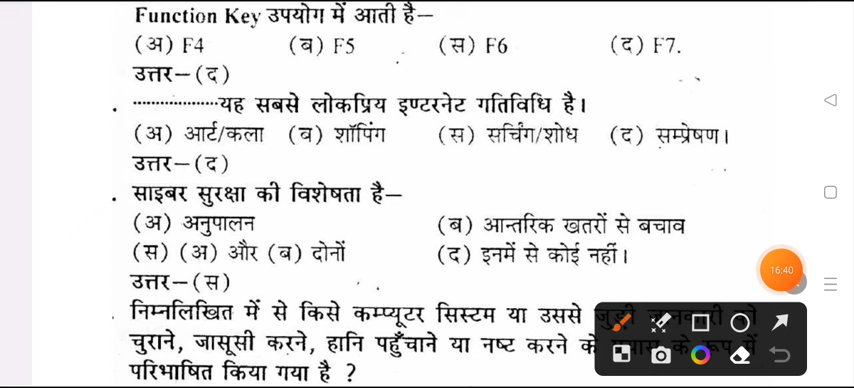 Function Key उपयोग में आती है—
(अ) F4 (ब) F5 (स) F6 (द) F7.
उत्तर—(द)
..................यह सबसे लोकप्रिय इण्टरनेट गतिविधि है।
(अ) आर्ट/कला (ब) शॉपिंग (स) सर्चिंग/शोध (द) सम्प्रेषण।
उत्तर—(द)
साइबर सुरक्षा की विशेषता है—
(अ) अनुपालन (ब) आन्तरिक खतरों से बचाव
(स) (अ) और (ब) दोनों (द) इनमें से कोई नहीं।
उत्तर—(स)
16:40
निम्नलिखित में से किसे कम्प्यूटर सिस्टम या उससे
चुराने, जासूसी करने, हानि पहुँचाने या नष्ट करने के
परिभाषित किया गया है ?